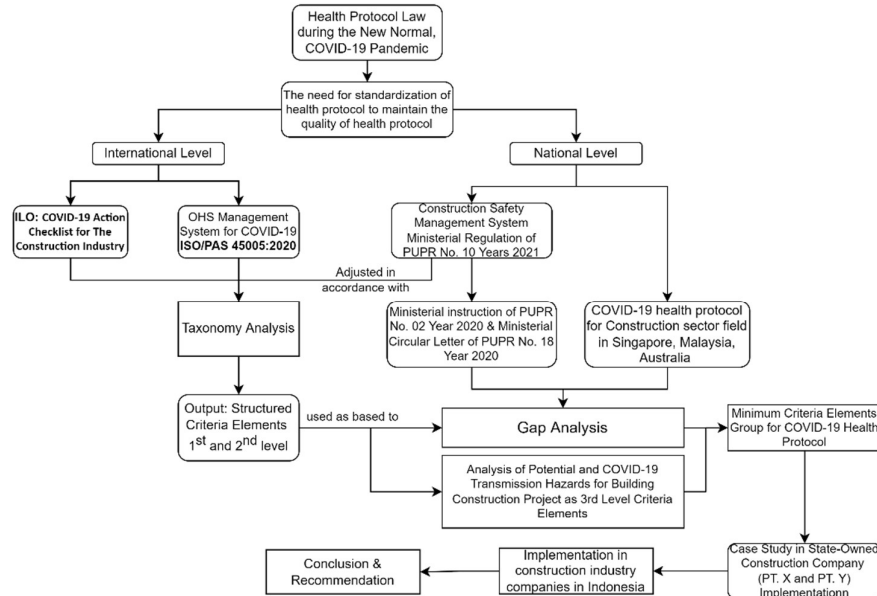 Health Protocol Law
during the New Normal,
COVID-19 Pandemic
The need for standardization of
health protocol to maintain the
quality of health protocol
International Level
National Level
ILO: COVID-19 Action
Checklist for The
Construction Industry
OHS Management
System for COVID-19
ISO/PAS 45005:2020
Construction Safety
Management System
Ministerial Regulation of
PUPR No. 10 Years 2021
Adjusted in
accordance with
Taxonomy Analysis
Ministerial instruction of PUPR
No. 02 Year 2020 & Ministerial
Circular Letter of PUPR No. 18
Year 2020
COVID-19 health protocol
for Construction sector field
in Singapore, Malaysia,
Australia
Output: Structured
Criteria Elements
1st and 2nd level
used as based to
Gap Analysis
Minimum Criteria Elements
Group for COVID-19 Health
Protocol
Analysis of Potential and COVID-19
Transmission Hazards for Building
Construction Project as 3rd Level Criteria
Elements
Conclusion &
Recommendation
Implementation in
construction industry
companies in Indonesia
Case Study in State-Owned
Construction Company
(PT. X and PT. Y)
Implementationn